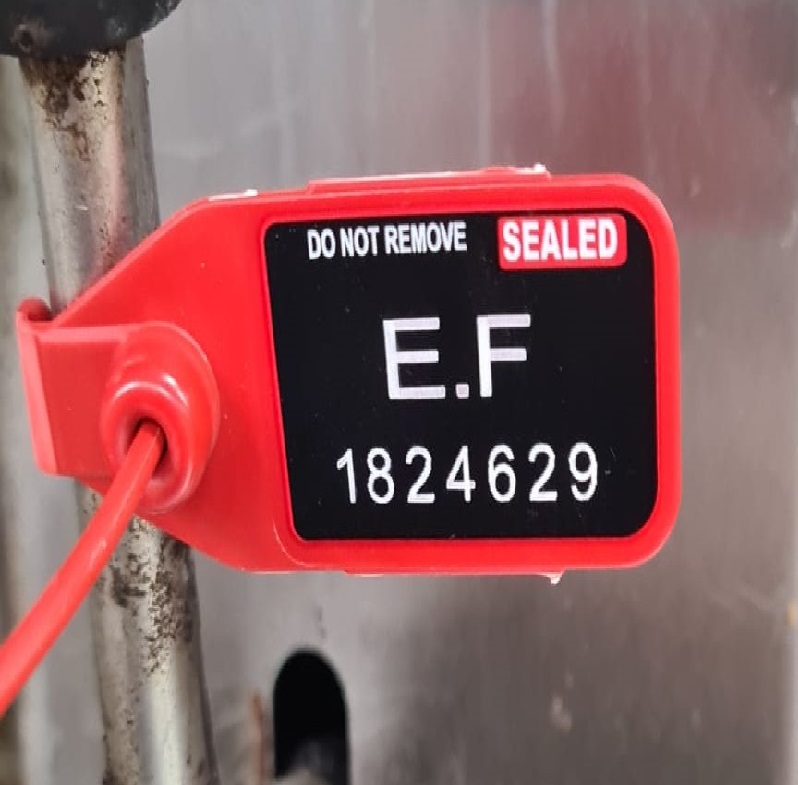 DO NOT REMOVE SEALED
E.F
1824629